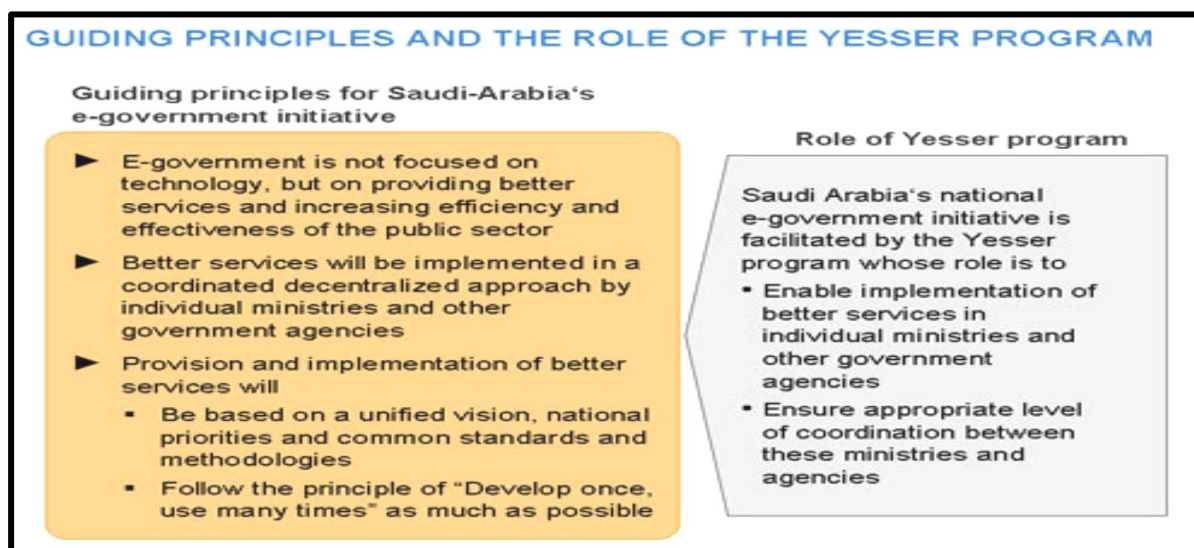 GUIDING PRINCIPLES AND THE ROLE OF THE YESSER PROGRAM
Guiding principles for Saudi-Arabia's
e-government initiative
► E-government is not focused on
technology, but on providing better
services and increasing efficiency and
effectiveness of the public sector
► Better services will be implemented in a
coordinated decentralized approach by
individual ministries and other
government agencies
► Provision and implementation of better
services will
▪ Be based on a unified vision, national
priorities and common standards and
methodologies
▪ Follow the principle of "Develop once,
use many times" as much as possible
Role of Yesser program
Saudi Arabia's national
e-government initiative is
facilitated by the Yesser
program whose role is to
• Enable implementation of
better services in
individual ministries and
other government
agencies
• Ensure appropriate level
of coordination between
these ministries and
agencies